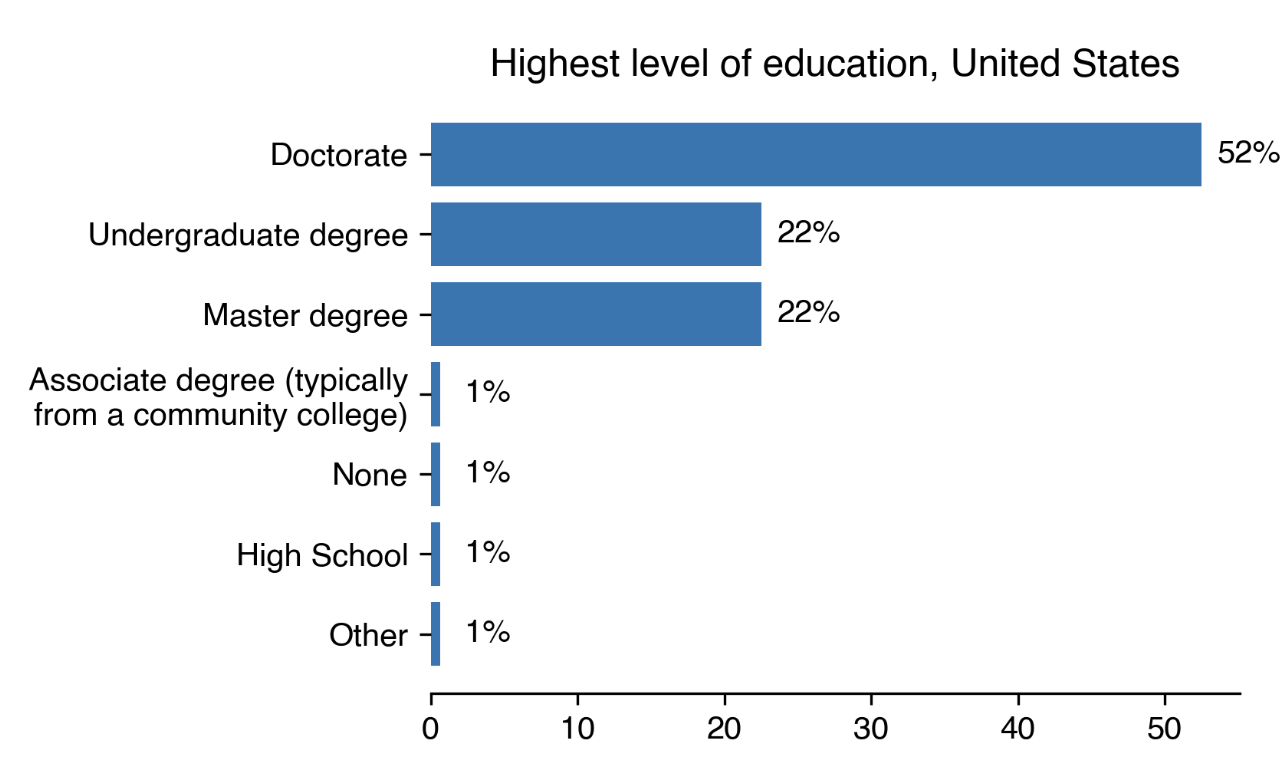 Highest level of education, United States
Doctorate
52%
Undergraduate degree
22%
Master degree
22%
Associate degree (typically
from a community college)
1%
None
1%
High School
1%
Other
1%
0 10 20 30 40 50